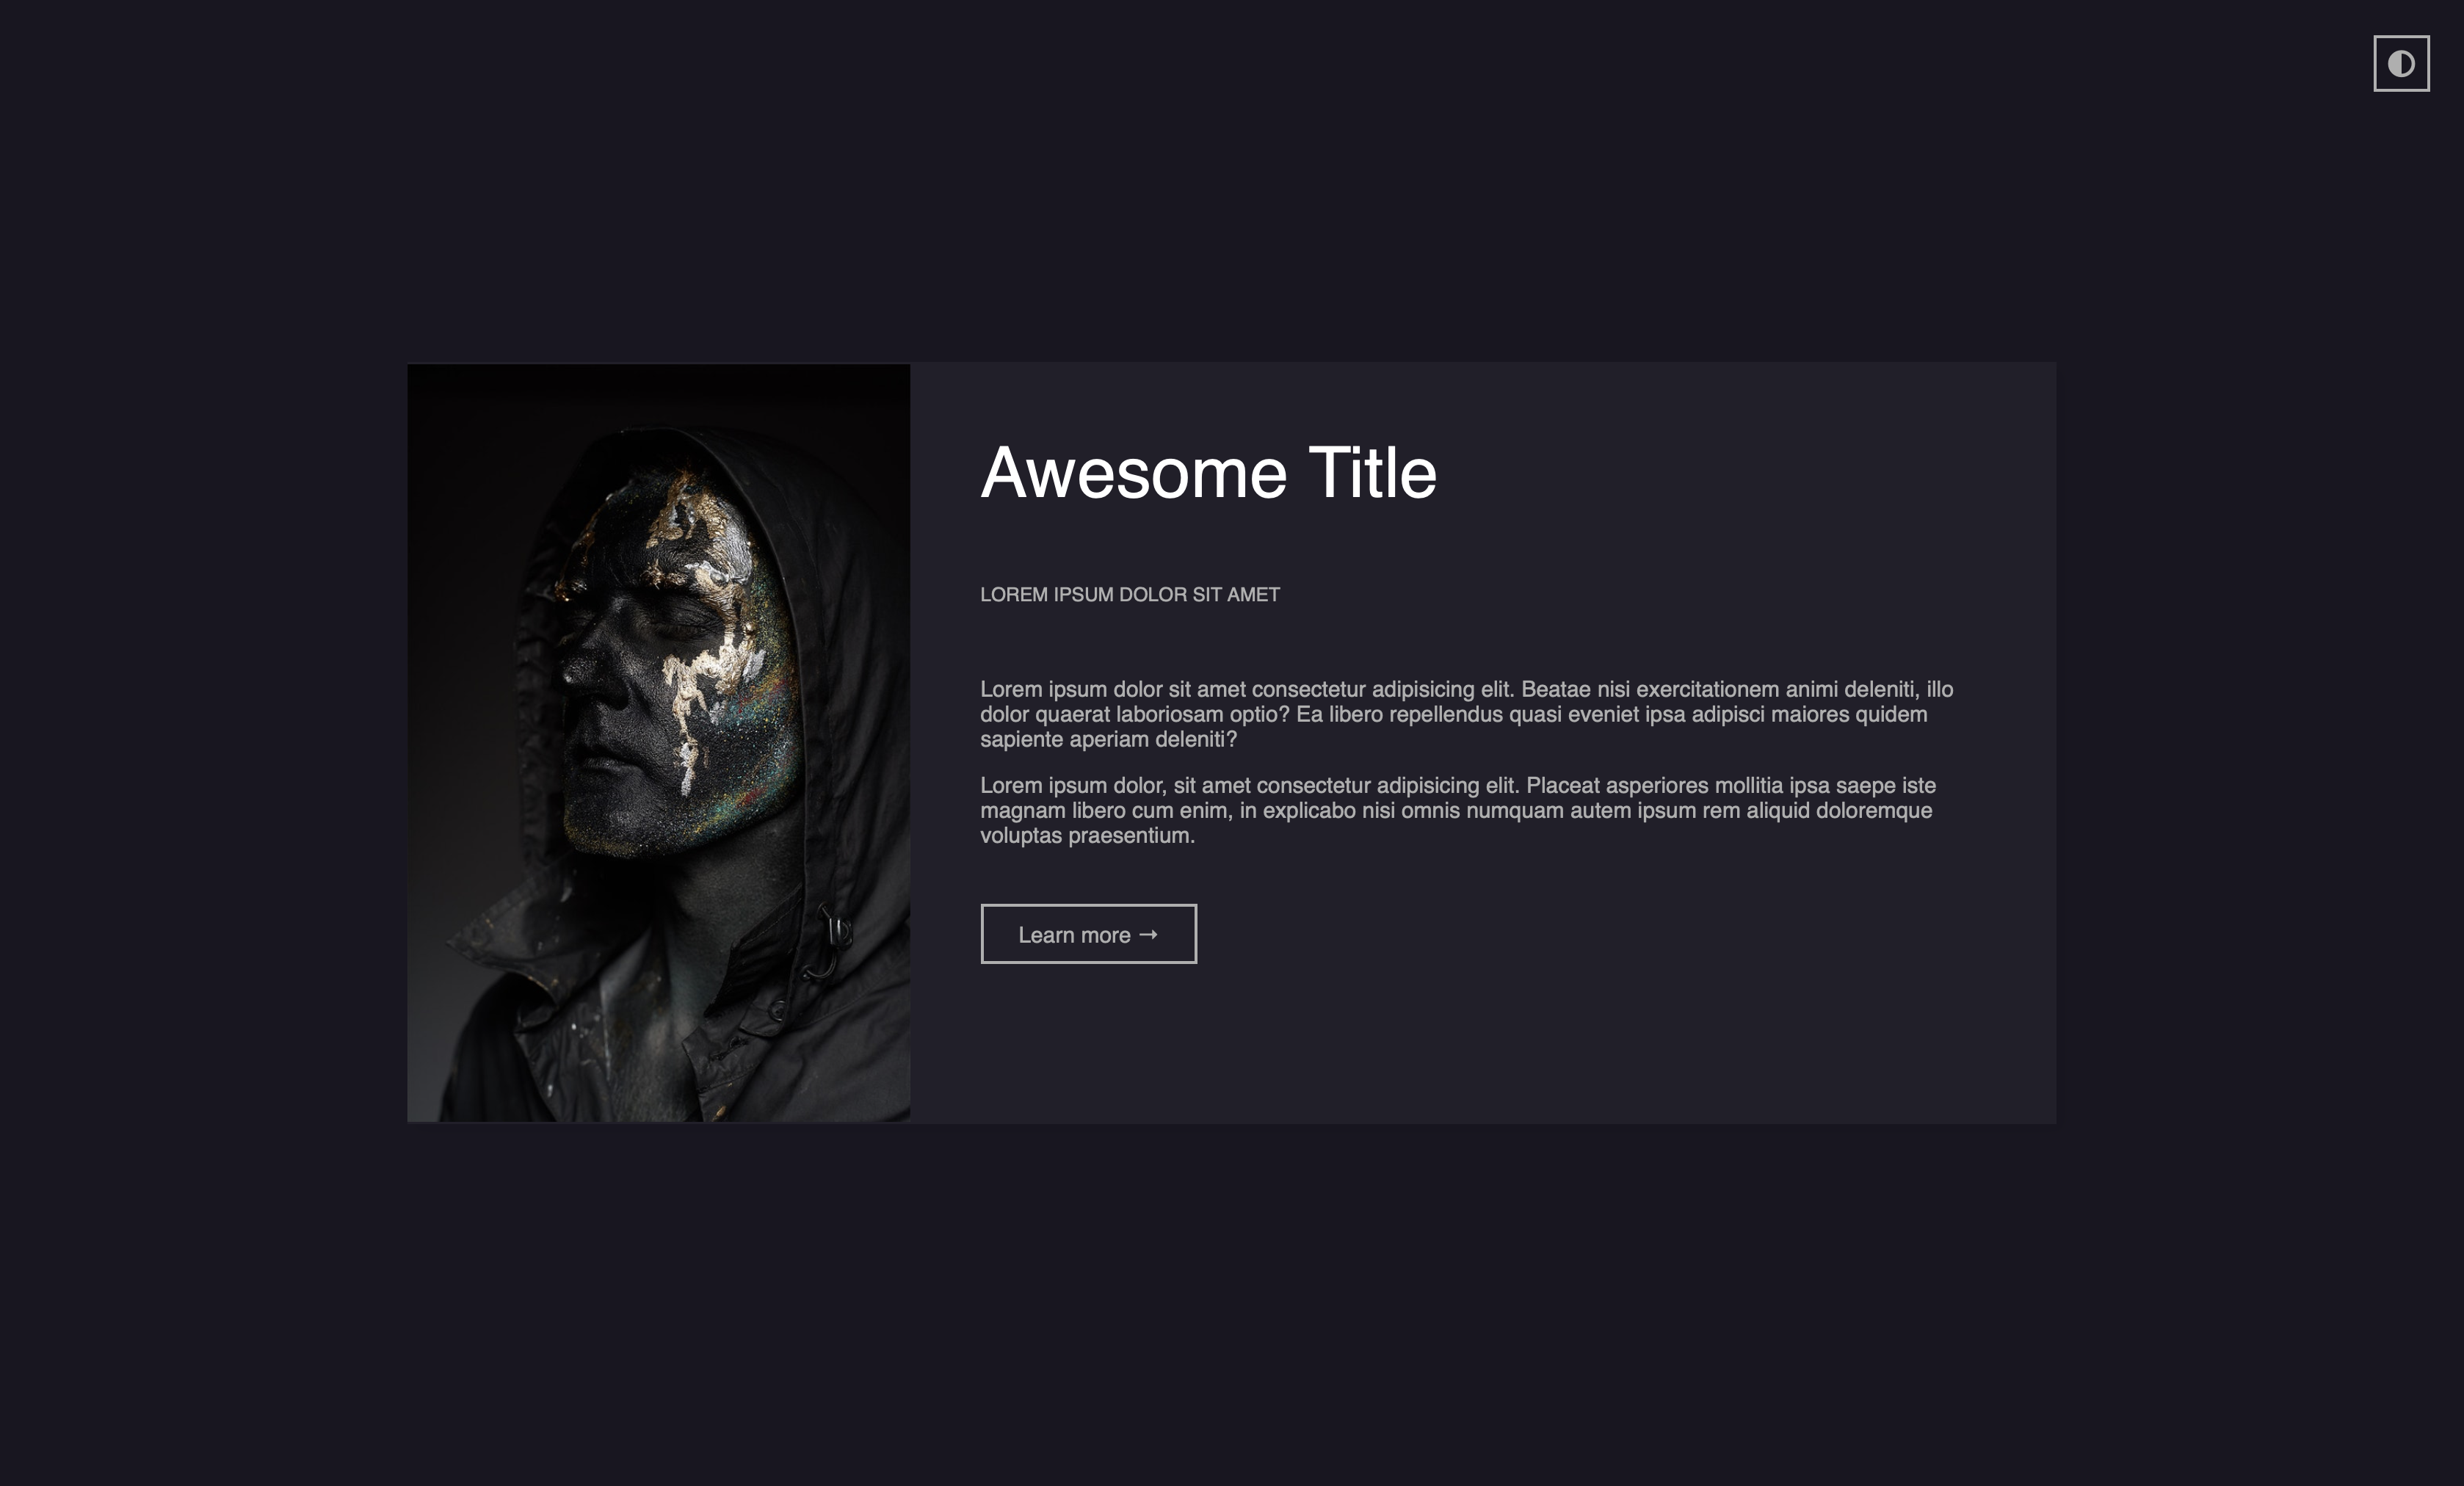 Awesome Title
LOREM IPSUM DOLOR SIT AMET
Lorem ipsum dolor sit amet consectetur adipisicing elit. Beatae nisi exercitationem animi deleniti, illo
dolor quaerat laboriosam optio? Ea libero repellendus quasi eveniet ipsa adipisci maiores quidem
sapiente aperiam deleniti?
Lorem ipsum dolor, sit amet consectetur adipisicing elit. Placeat asperiores mollitia ipsa saepe iste
magnam libero cum enim, in explicabo nisi omnis numquam autem ipsum rem aliquid doloremque
voluptas praesentium.
Learn more →